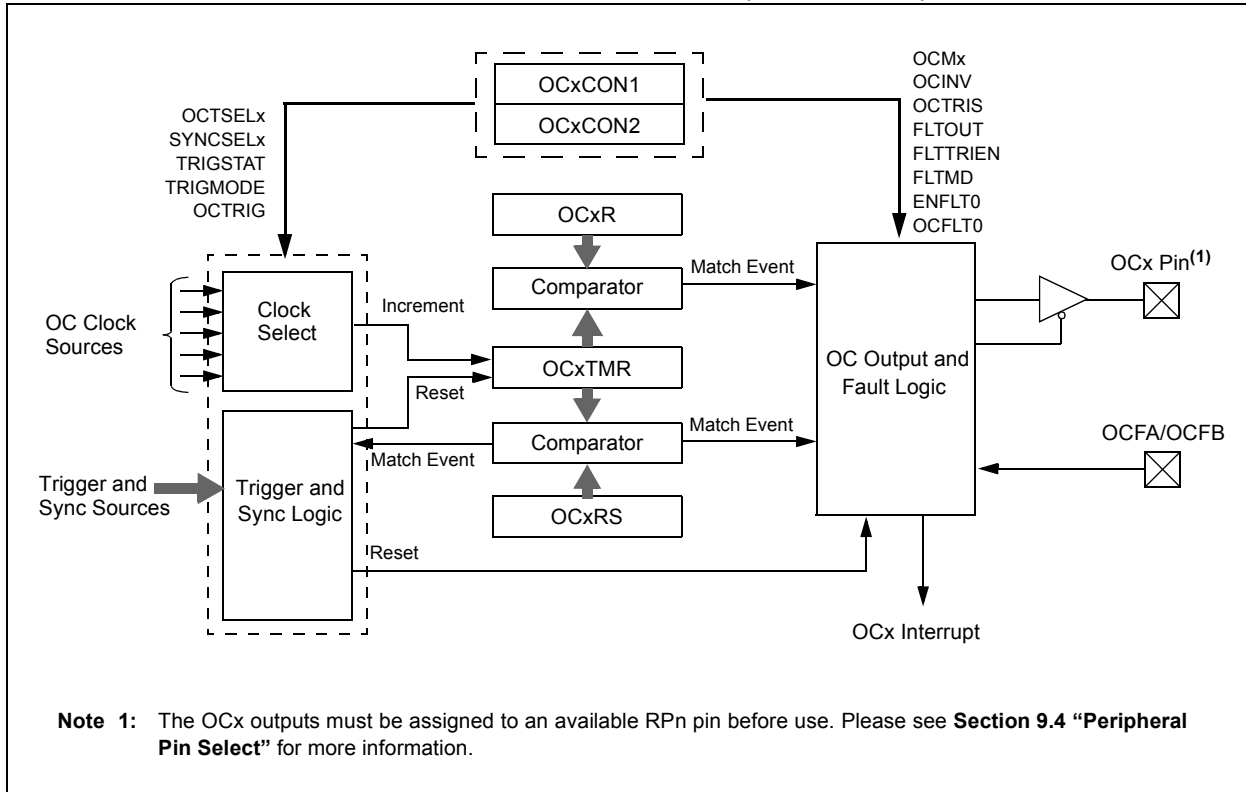 OCxCON1
OCxCON2
OCTSELx
SYNCSELx
TRIGSTAT
TRIGMODE
OCTRIG
OCMx
OCINV
OCTRIS
FLTOUT
FLTTRIEN
FLTMD
ENFLT0
OCFLT0
OCxR
Match Event
OCx Pin(1)
Comparator
Increment
Clock
Select
OC Clock
Sources
OCxTMR
OC Output and
Fault Logic
Reset
Match Event
OCFA/OCFB
Comparator
Match Event
Trigger and
Sync Sources
Trigger and
Sync Logic
OCxRS
Reset
OCx Interrupt
Note 1: The OCx outputs must be assigned to an available RPn pin before use. Please see Section 9.4 “Peripheral
Pin Select” for more information.